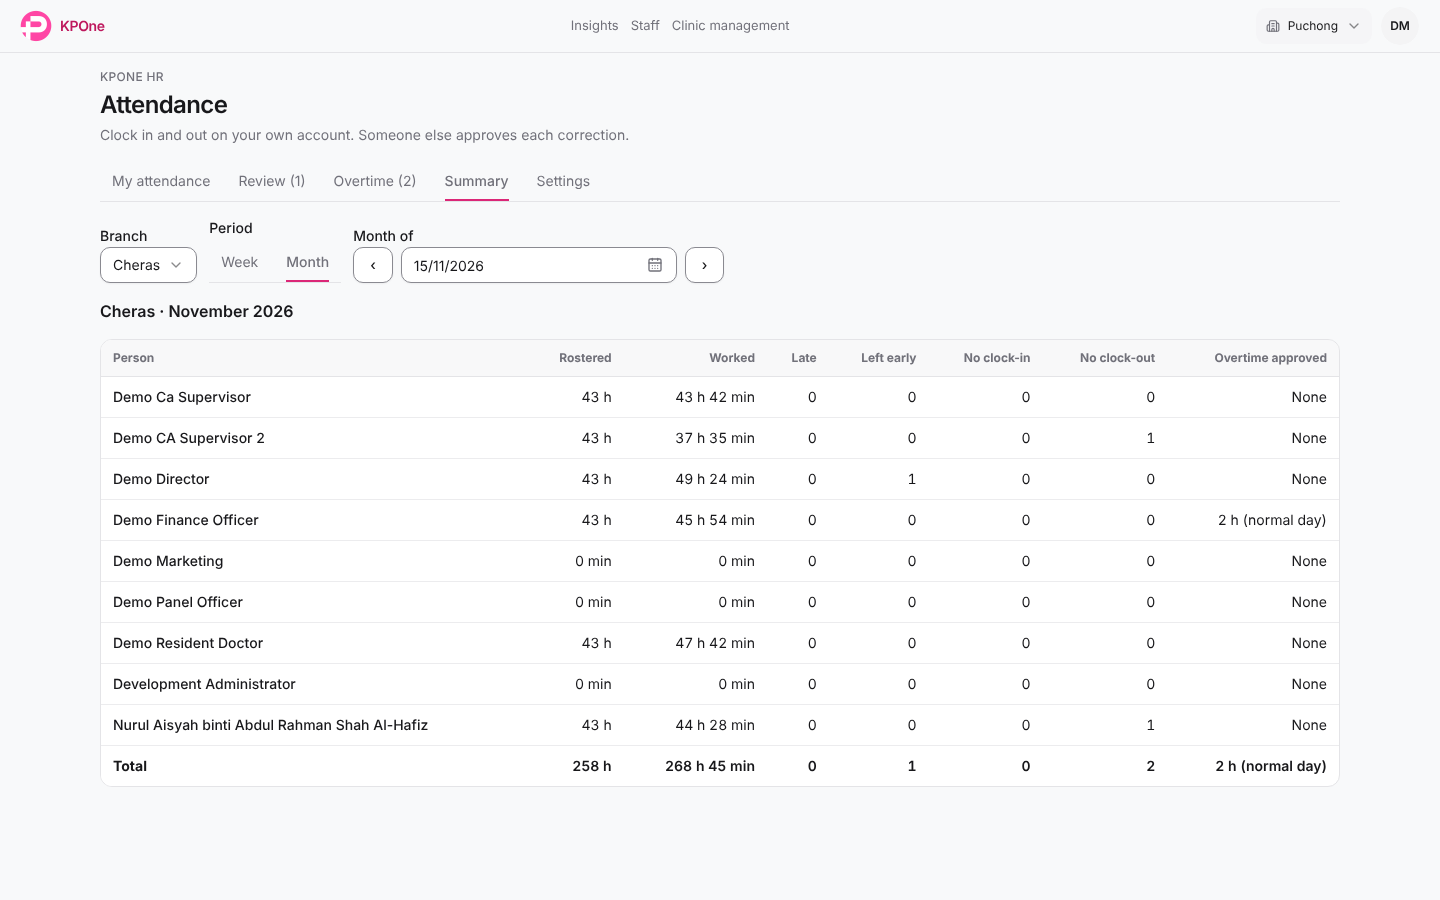 KPOne
Insights Staff Clinic management
Puchong
DM
KPONE HR
Attendance
Clock in and out on your own account. Someone else approves each correction.
My attendance Review (1) Overtime (2) Summary Settings
Branch Period Month of
Cheras Week Month ‹ 15/11/2026 ›
Cheras · November 2026
Person Rostered Worked Late Left early No clock-in No clock-out Overtime approved
Demo Ca Supervisor 43 h 43 h 42 min 0 0 0 0 None
Demo CA Supervisor 2 43 h 37 h 35 min 0 0 0 1 None
Demo Director 43 h 49 h 24 min 0 1 0 0 None
Demo Finance Officer 43 h 45 h 54 min 0 0 0 0 2 h (normal day)
Demo Marketing 0 min 0 min 0 0 0 0 None
Demo Panel Officer 0 min 0 min 0 0 0 0 None
Demo Resident Doctor 43 h 47 h 42 min 0 0 0 0 None
Development Administrator 0 min 0 min 0 0 0 0 None
Nurul Aisyah binti Abdul Rahman Shah Al-Hafiz 43 h 44 h 28 min 0 0 0 1 None
Total 258 h 268 h 45 min 0 1 0 2 2 h (normal day)